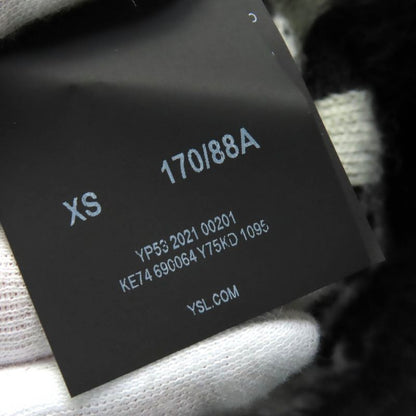 XS 170/88A
YP53 2021 00201
KE74 690064 Y75KD 1095
YSL.COM